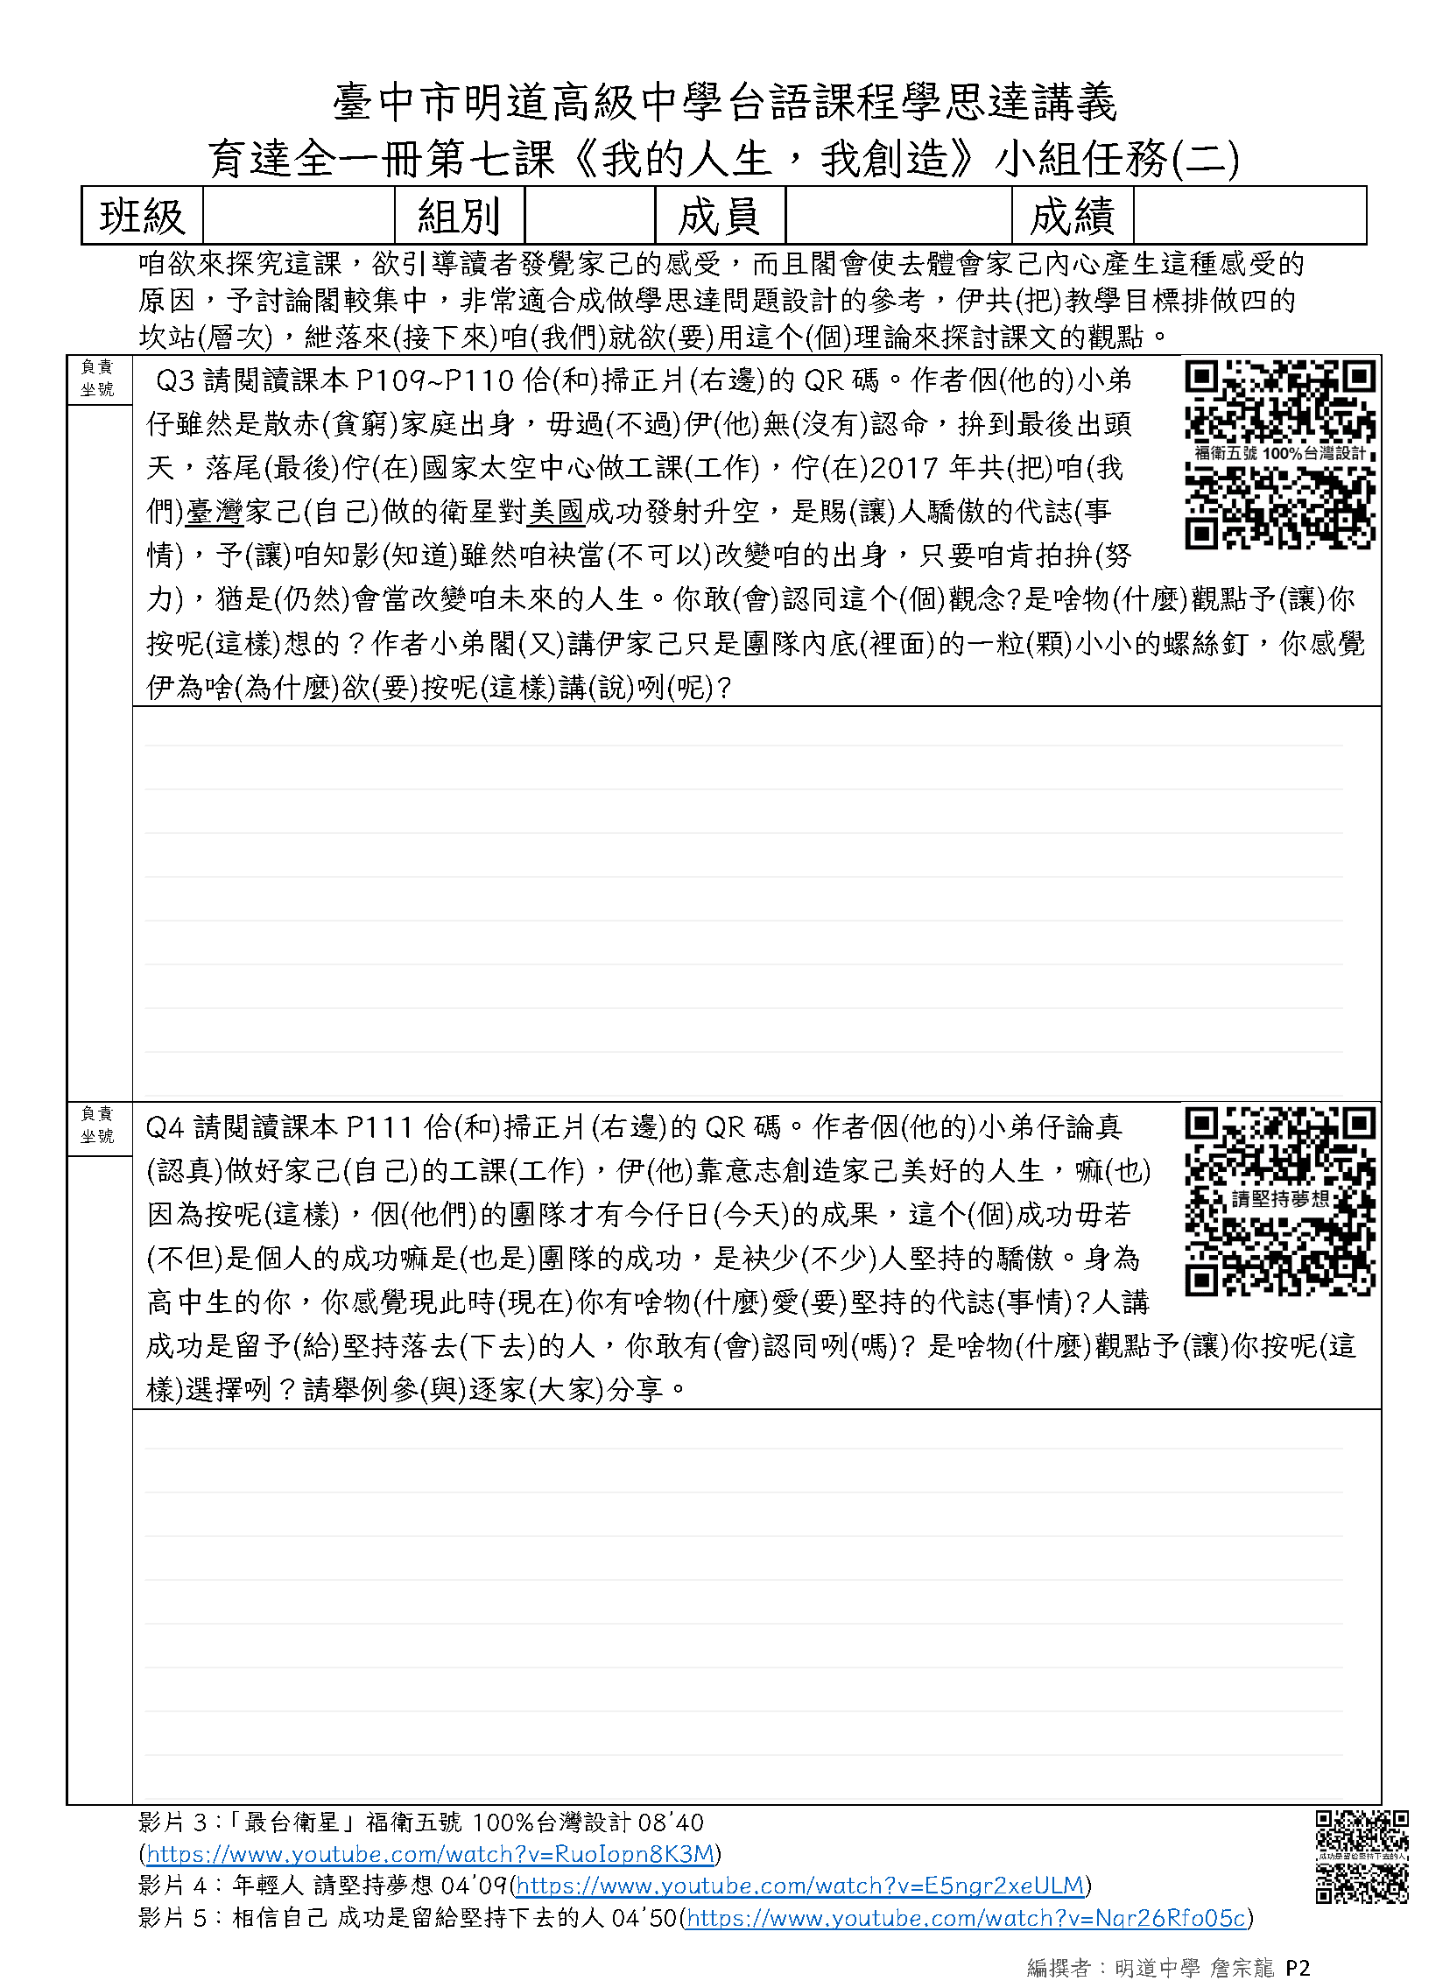 臺中市明道高級中學台語課程學思達講義
育達全一冊第七課《我的人生，我創造》小組任務(二)
班級 組別 成員 成績
咱欲來探究這課，欲引導讀者發覺家己的感受，而且閣會使去體會家己內心產生這種感受的
原因，予討論閣較集中，非常適合成做學思達問題設計的參考，伊共(把)教學目標排做四的
坎站(層次)，紲落來(接下來)咱(我們)就欲(要)用這个(個)理論來探討課文的觀點。
負責
坐號
Q3 請閱讀課本 P109~P110 佮(和)掃正爿(右邊)的 QR 碼。作者個(他的)小弟
仔雖然是散赤(貧窮)家庭出身，毋過(不過)伊(他)無(沒有)認命，拚到最後出頭
天，落尾(最後)佇(在)國家太空中心做工課(工作)，佇(在)2017 年共(把)咱(我
們)臺灣家己(自己)做的衛星對美國成功發射升空，是賜(讓)人驕傲的代誌(事
情)，予(讓)咱知影(知道)雖然咱袂當(不可以)改變咱的出身，只要咱肯拍拚(努
力)，猶是(仍然)會當改變咱未來的人生。你敢(會)認同這个(個)觀念?是啥物(什麼)觀點予(讓)你
按呢(這樣)想的？作者小弟閣(又)講伊家己只是團隊內底(裡面)的一粒(顆)小小的螺絲釘，你感覺
伊為啥(為什麼)欲(要)按呢(這樣)講(說)咧(呢)?
福衛五號 100%台灣設計
負責
坐號
Q4 請閱讀課本 P111 佮(和)掃正爿(右邊)的 QR 碼。作者個(他的)小弟仔論真
(認真)做好家己(自己)的工課(工作)，伊(他)靠意志創造家己美好的人生，嘛(也)
因為按呢(這樣)，個(他們)的團隊才有今仔日(今天)的成果，這个(個)成功毋若
(不但)是個人的成功嘛是(也是)團隊的成功，是袂少(不少)人堅持的驕傲。身為
高中生的你，你感覺現此時(現在)你有啥物(什麼)愛(要)堅持的代誌(事情)?人講
成功是留予(給)堅持落去(下去)的人，你敢有(會)認同咧(嗎)? 是啥物(什麼)觀點予(讓)你按呢(這
樣)選擇咧？請舉例參(與)逐家(大家)分享。
請堅持夢想
影片 3：「最台衛星」福衛五號 100%台灣設計 08'40
(https://www.youtube.com/watch?v=RuoIopn8K3M)
影片 4：年輕人 請堅持夢想 04'09(https://www.youtube.com/watch?v=E5ngr2xeULM)
影片 5：相信自己 成功是留給堅持下去的人 04'50(https://www.youtube.com/watch?v=Nqr26Rfo05c)
成功是留給堅持下去的人
編撰者：明道中學 詹宗龍 P2